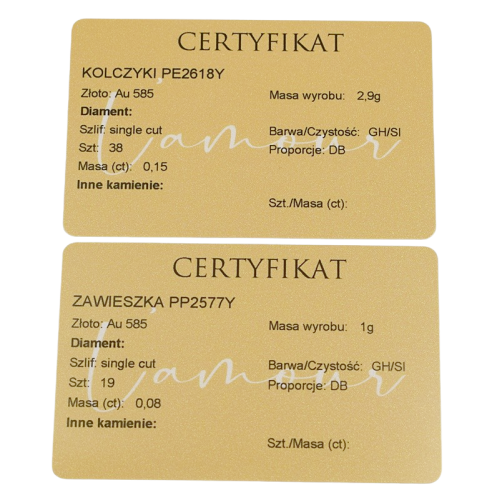 CERTYFIKAT
KOLCZYKI PE2618Y
Złoto: Au 585 Masa wyrobu: 2,9g
Diament:
Szlif: single cut Barwa/Czystość: GH/SI
Szt: 38 Proporcje: DB
Masa (ct): 0,15
Inne kamienie:
Szt./Masa (ct):
L'amour
CERTYFIKAT
ZAWIESZKA PP2577Y
Złoto: Au 585 Masa wyrobu: 1g
Diament:
Szlif: single cut Barwa/Czystość: GH/SI
Szt: 19 Proporcje: DB
Masa (ct): 0,08
Inne kamienie:
Szt./Masa (ct):
L'amour